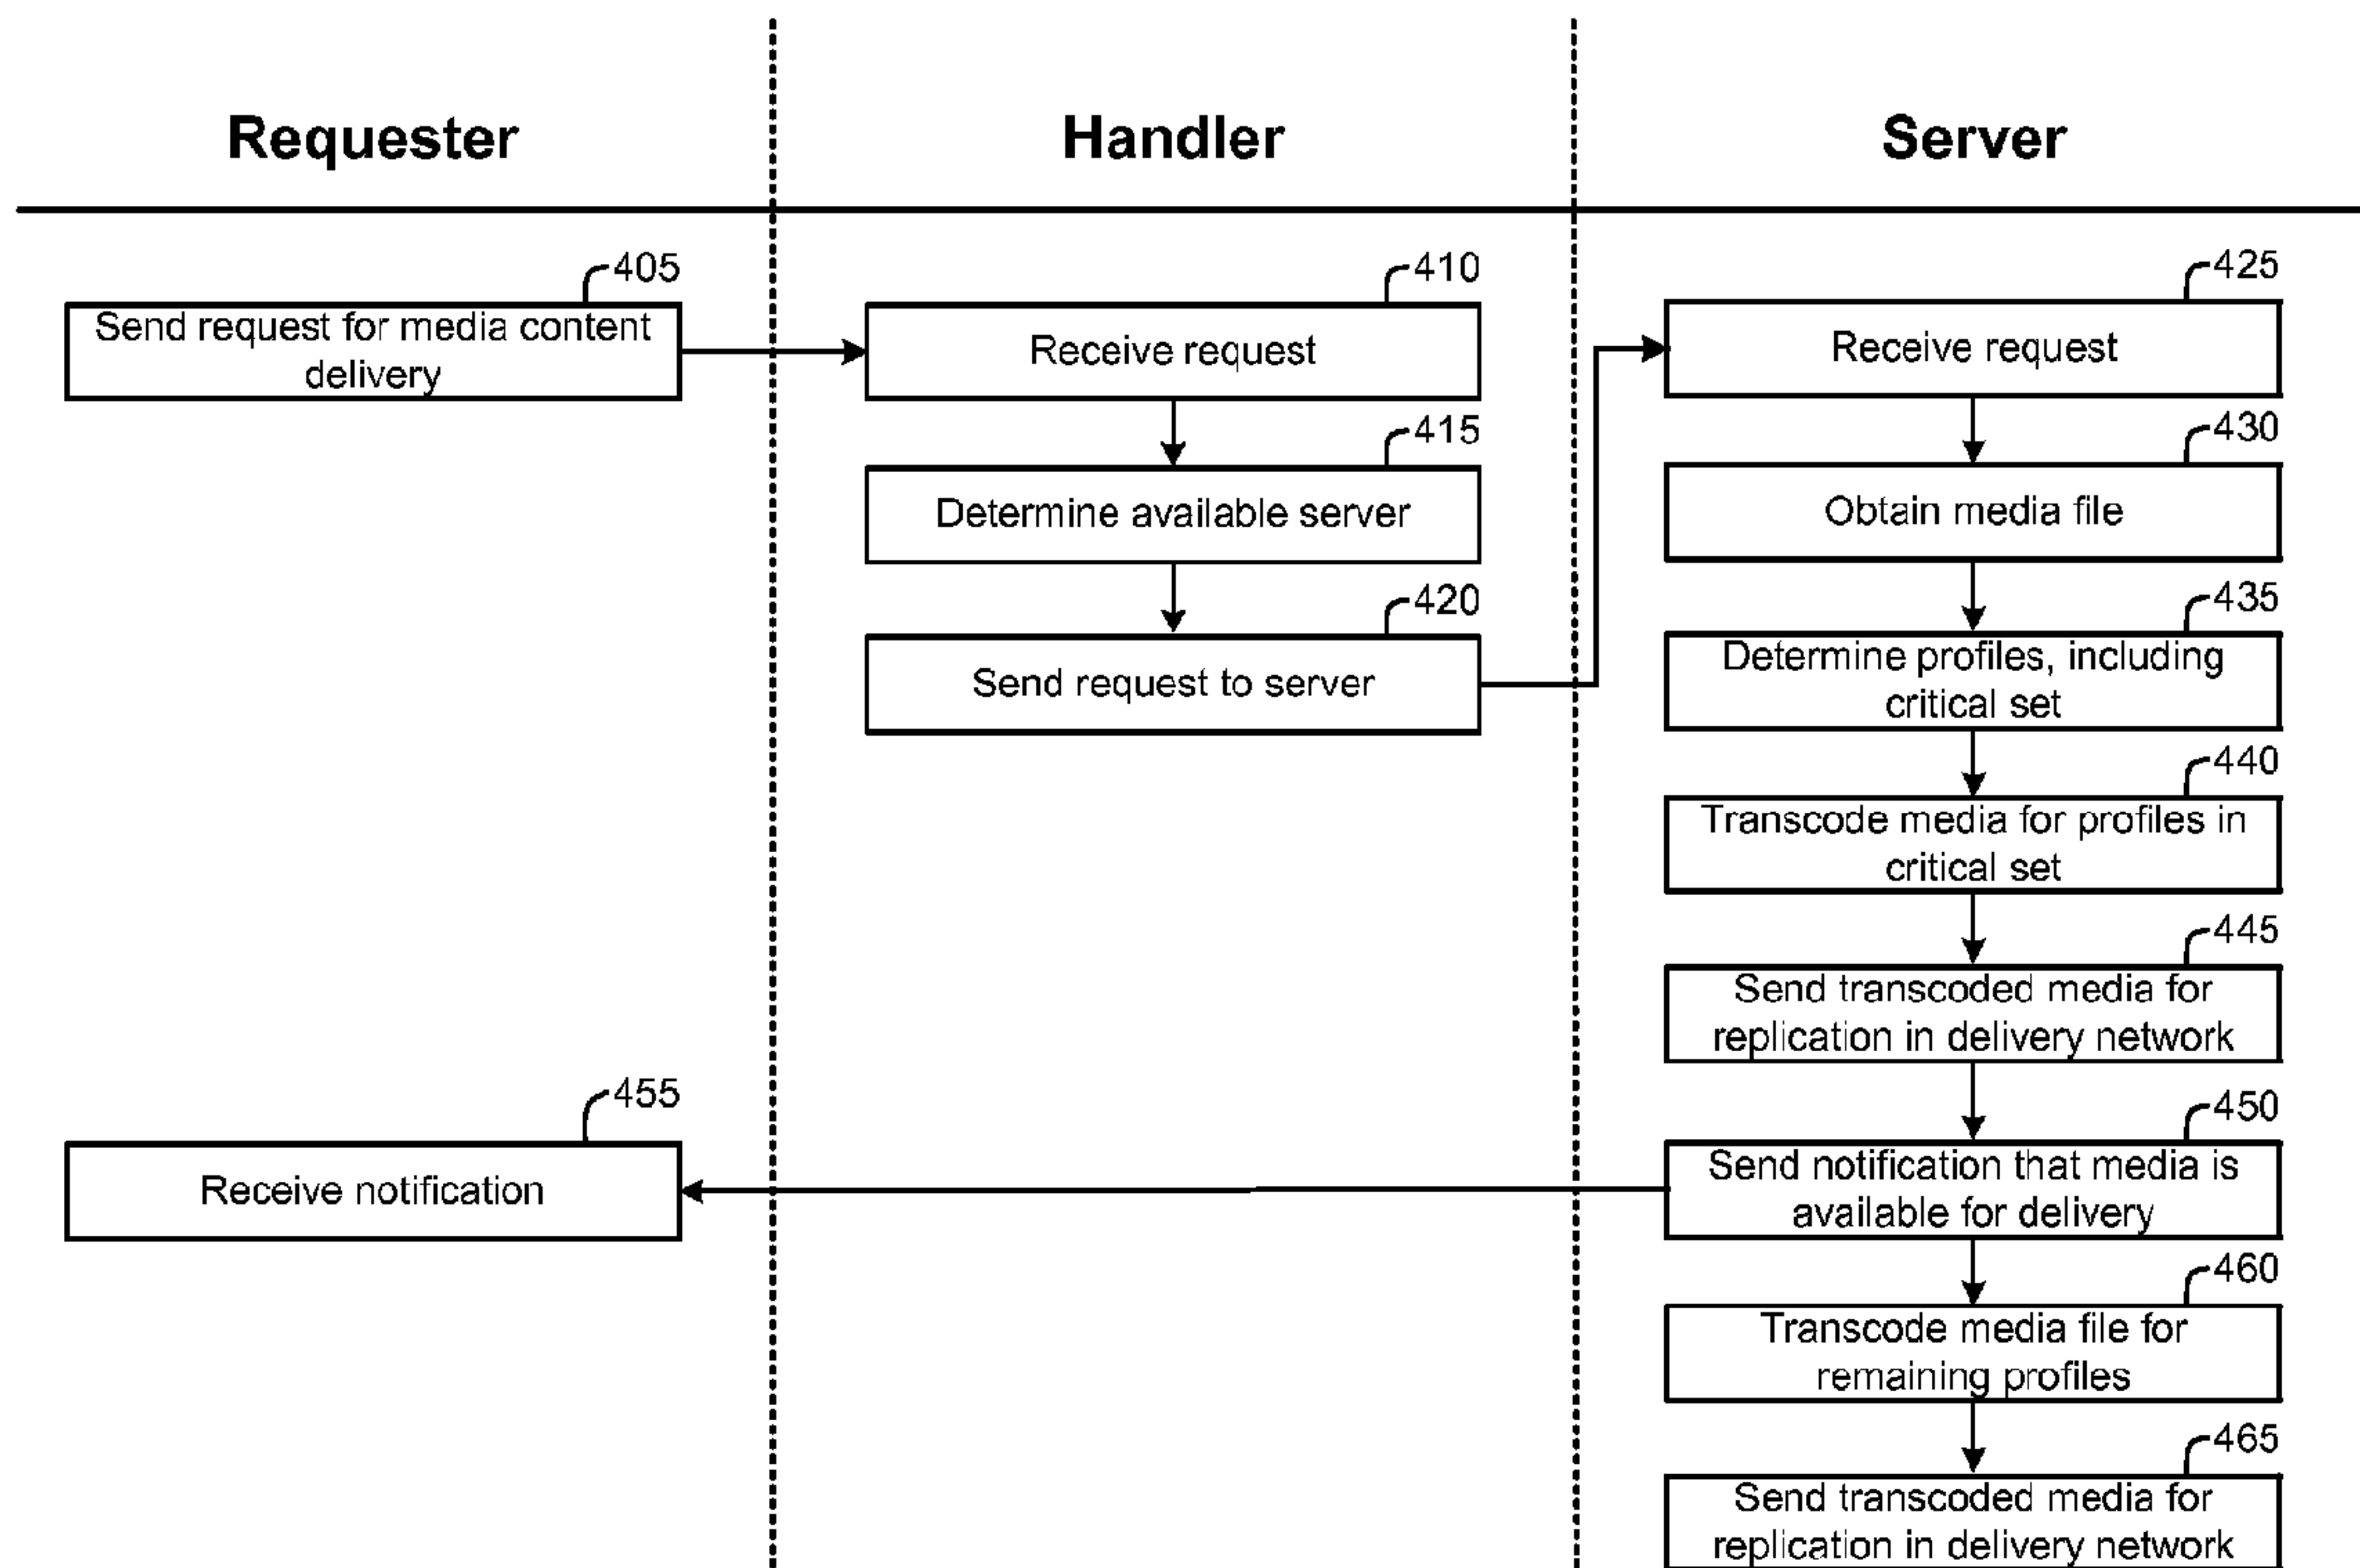 Requester
Handler
Server
405
Send request for media content
delivery
410
Receive request
415
Determine available server
420
Send request to server
425
Receive request
430
Obtain media file
435
Determine profiles, including
critical set
440
Transcode media for profiles in
critical set
445
Send transcoded media for
replication in delivery network
450
Send notification that media is
available for delivery
455
Receive notification
460
Transcode media file for
remaining profiles
465
Send transcoded media for
replication in delivery network